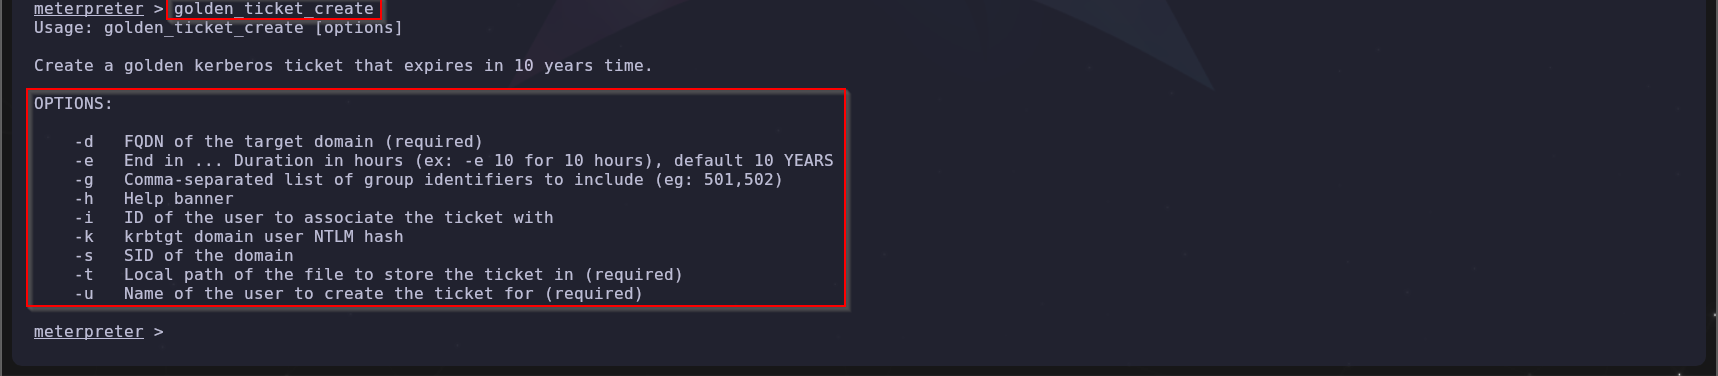 meterpreter > golden_ticket_create
Usage: golden_ticket_create [options]
Create a golden kerberos ticket that expires in 10 years time.
OPTIONS:
-d   FQDN of the target domain (required)
-e   End in ... Duration in hours (ex: -e 10 for 10 hours), default 10 YEARS
-g   Comma-separated list of group identifiers to include (eg: 501,502)
-h   Help banner
-i   ID of the user to associate the ticket with
-k   krbtgt domain user NTLM hash
-s   SID of the domain
-t   Local path of the file to store the ticket in (required)
-u   Name of the user to create the ticket for (required)
meterpreter >